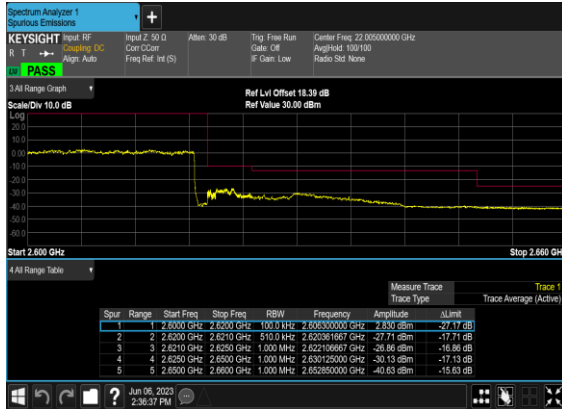 Spectrum Analyzer 1
Spurious Emissions
KEYSIGHT Input: RF Input Z: 50 Ω Atten: 30 dB Trig: Free Run Center Freq: 22.005000000 GHz
R T Coupling: DC Corr CCorr Gate: Off Avg|Hold: 100/100
Align: Auto Freq Ref: Int (S) IF Gain: Low Radio Std: None
PASS
3 All Range Graph
Ref Lvl Offset 18.39 dB
Scale/Div 10.0 dB Ref Value 30.00 dBm
Log
20.0
10.0
0.00
-10.0
-20.0
-30.0
-40.0
-50.0
-60.0
Start 2.600 GHz Stop 2.660 GH
4 All Range Table
Measure Trace Trace 1
Trace Type Trace Average (Active)
Spur Range Start Freq Stop Freq RBW Frequency Amplitude ΔLimit
1 1 2.6000 GHz 2.6200 GHz 100.0 kHz 2.606300000 GHz 2.830 dBm -27.17 dB
2 2 2.6200 GHz 2.6210 GHz 510.0 kHz 2.620361667 GHz -27.71 dBm -17.71 dB
3 3 2.6210 GHz 2.6250 GHz 1.000 MHz 2.622106667 GHz -26.86 dBm -16.86 dB
4 4 2.6250 GHz 2.6500 GHz 1.000 MHz 2.630125000 GHz -30.13 dBm -17.13 dB
5 5 2.6500 GHz 2.6600 GHz 1.000 MHz 2.652850000 GHz -40.63 dBm -15.63 dB
? Jun 06, 2023
2:36:37 PM